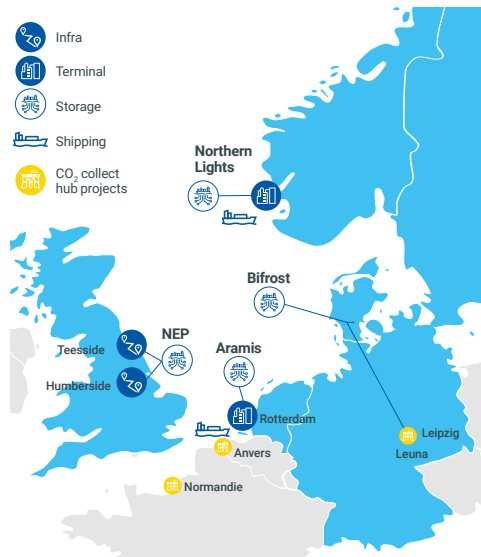 Infra
Terminal
Storage
Shipping
CO₂ collect
hub projects
Northern
Lights
Bifrost
NEP
Teesside
Aramis
Humberside
Rotterdam
Leipzig
Anvers
Leuna
Normandie